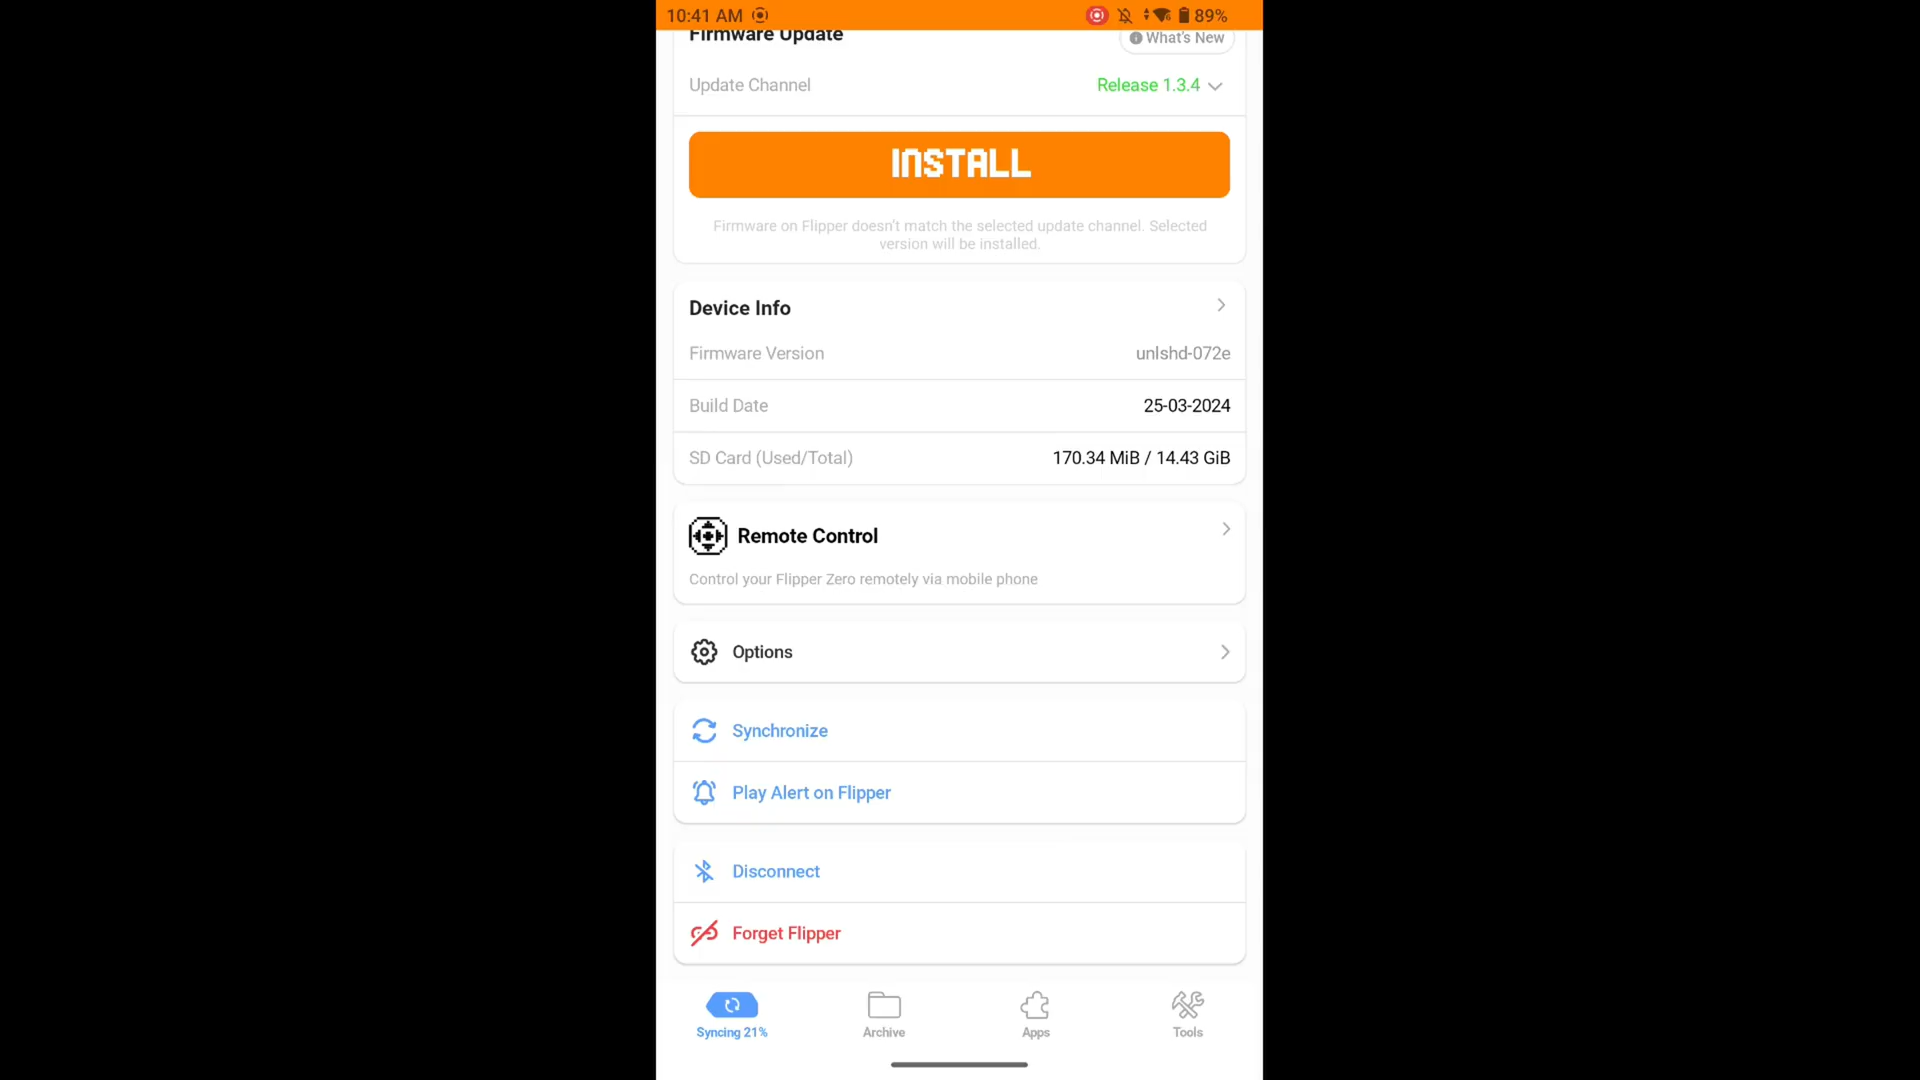 10:41 AM
89%
Firmware Update
What's New
Update Channel
Release 1.3.4
INSTALL
Firmware on Flipper doesn't match the selected update channel. Selected
version will be installed.
Device Info
Firmware Version
unlshd-072e
Build Date
25-03-2024
SD Card (Used/Total)
170.34 MiB / 14.43 GiB
Remote Control
Control your Flipper Zero remotely via mobile phone
Options
Synchronize
Play Alert on Flipper
Disconnect
Forget Flipper
Syncing 21%
Archive
Apps
Tools